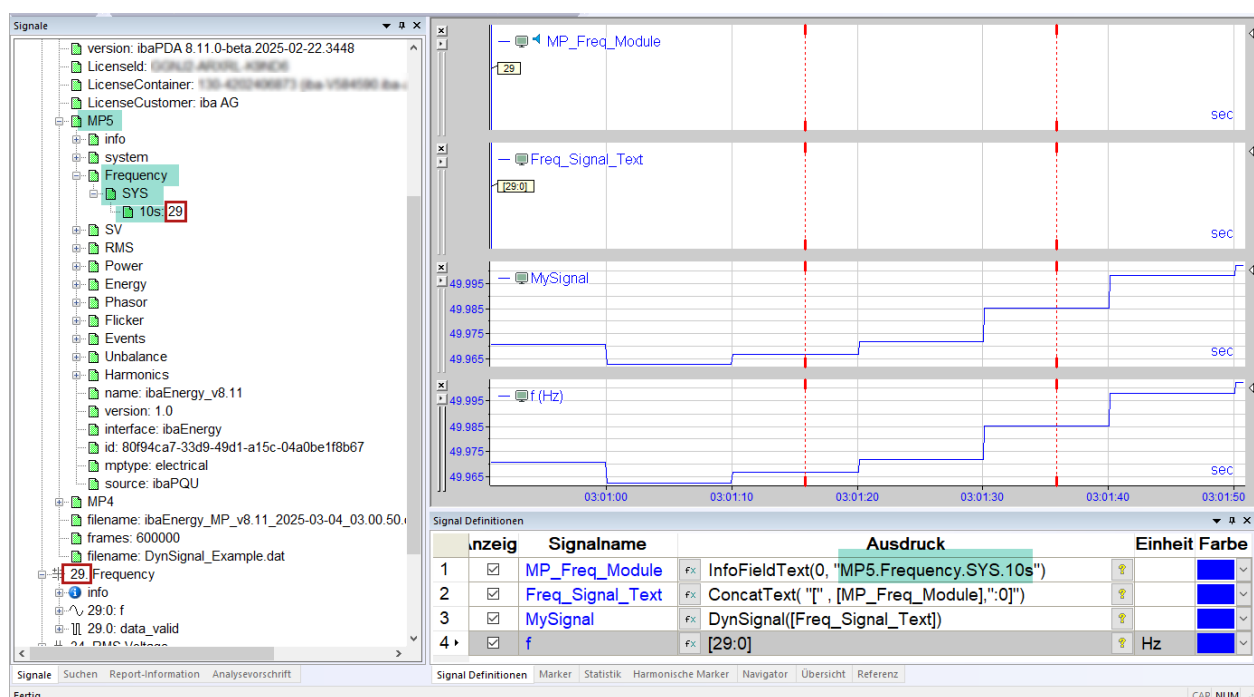 Signale
version: ibaPDA 8.11.0-beta.2025-02-22.3448
LicenseId:
LicenseContainer:
LicenseCustomer: iba AG
MP5
info
system
Frequency
SYS
10s: 29
SV
RMS
Power
Energy
Phasor
Flicker
Events
Unbalance
Harmonics
name: ibaEnergy_v8.11
version: 1.0
interface: ibaEnergy
id: 80f94ca7-33d9-49d1-a15c-04a0be1f8b67
mptype: electrical
source: ibaPQU
MP4
filename: ibaEnergy_MP_v8.11_2025-03-04_03.00.50.
frames: 600000
filename: DynSignal_Example.dat
29. Frequency
info
29:0: f
29.0: data_valid
Signale Suchen Report-Information Analysevorschrift
Fertig
MP_Freq_Module
29
sec
Freq_Signal_Text
[29:0]
sec
MySignal
49.995
49.985
49.975
49.965
sec
f (Hz)
49.995
49.985
49.975
49.965
sec
03:01:00 03:01:10 03:01:20 03:01:30 03:01:40 03:01:50
Signal Definitionen
nzeig Signalname Ausdruck Einheit Farbe
1 MP_Freq_Module fx InfoFieldText(0, "MP5.Frequency.SYS.10s") ?
2 Freq_Signal_Text fx ConcatText( "[" , [MP_Freq_Module],":0]") ?
3 MySignal fx DynSignal([Freq_Signal_Text]) ?
4 f fx [29:0] ? Hz
Signal Definitionen Marker Statistik Harmonische Marker Navigator Übersicht Referenz
CAP NUM